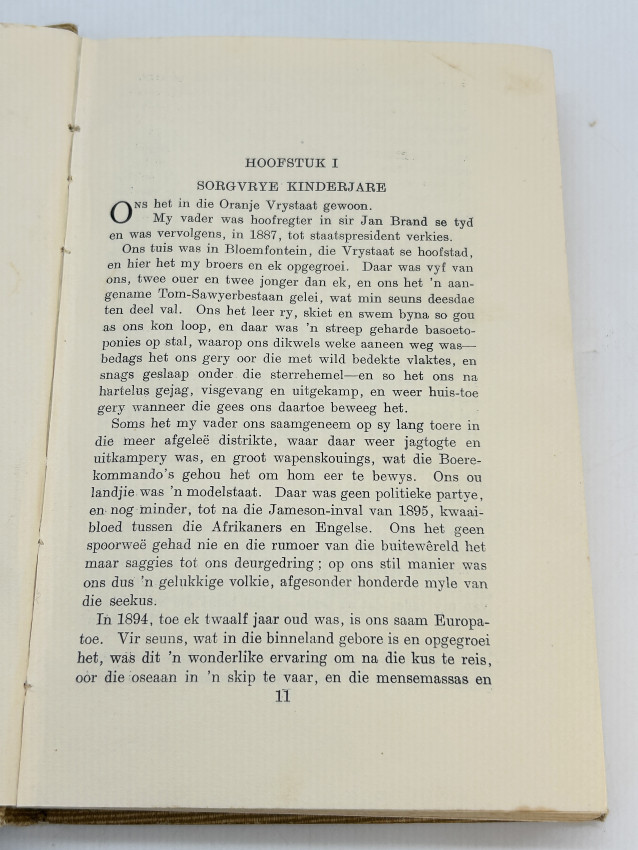 HOOFSTUK I
SORGVRYE KINDERJARE
ONS het in die Oranje Vrystaat gewoon.
My vader was hoofregter in sir Jan Brand se tyd
en was vervolgens, in 1887, tot staatspresident verkies.
Ons tuis was in Bloemfontein, die Vrystaat se hoofstad,
en hier het my broers en ek opgegroei. Daar was vyf van
ons, twee ouer en twee jonger dan ek, en ons het 'n aan-
gename Tom-Sawyerbestaan gelei, wat min seuns deesdae
ten deel val. Ons het leer ry, skiet en swem byna so gou
as ons kon loop, en daar was 'n streep geharde basoeto-
ponies op stal, waarop ons dikwels weke aaneen weg was—
bedags het ons gery oor die met wild bedekte vlaktes, en
snags geslaap onder die sterrehemel—en so het ons na
hartelus gejag, visgevang en uitgekamp, en weer huis-toe
gery wanneer die gees ons daartoe beweeg het.
Soms het my vader ons saamgeneem op sy lang toere in
die meer afgeleë distrikte, waar daar weer jagtogte en
uitkampery was, en groot wapenskouings, wat die Boere-
kommando's gehou het om hom eer te bewys. Ons ou
landjie was 'n modelstaat. Daar was geen politieke partye,
en nog minder, tot na die Jameson-inval van 1895, kwaai-
bloed tussen die Afrikaners en Engelse. Ons het geen
spoorweë gehad nie en die rumoer van die buitewêreld het
maar saggies tot ons deurgedring; op ons stil manier was
ons dus 'n gelukkige volkie, afgesonder honderde myle van
die seekus.
In 1894, toe ek twaalf jaar oud was, is ons saam Europa-
toe. Vir seuns, wat in die binneland gebore is en opgegroei
het, was dit 'n wonderlike ervaring om na die kus te reis,
oor die oseaan in 'n skip te vaar, en die mensemassas en
11